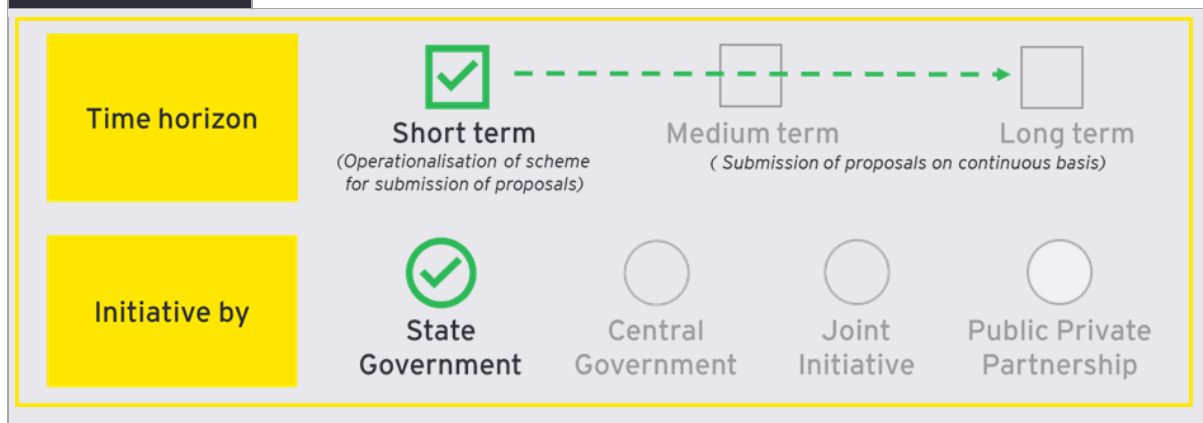 Time horizon
Short term
(Operationalisation of scheme
for submission of proposals)
Medium term
Long term
( Submission of proposals on continuous basis)
Initiative by
State
Government
Central
Government
Joint
Initiative
Public Private
Partnership